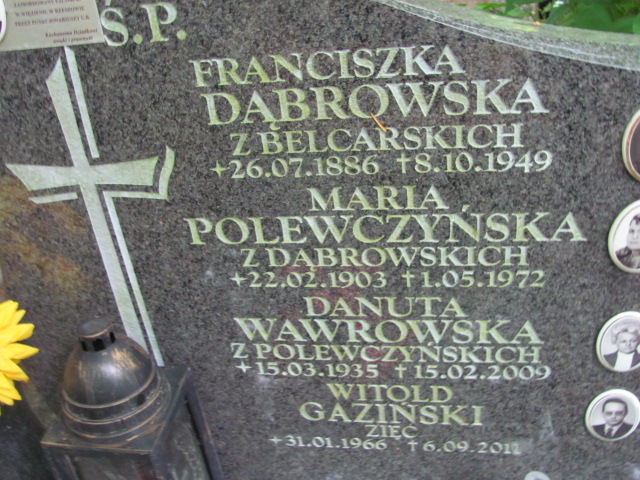 Ś.P.
FRANCISZKA
DĄBROWSKA
Z BELCARSKICH
+26.07.1886 †8.10.1949
MARIA
POLEWCZYŃSKA
Z DĄBROWSKICH
+22.02.1903 †1.05.1972
DANUTA
WAWROWSKA
Z POLEWCZYŃSKICH
+15.03.1935 †15.02.2009
WITOLD
GAZIŃSKI
ZIĘĆ
+31.01.1966 †6.09.2011